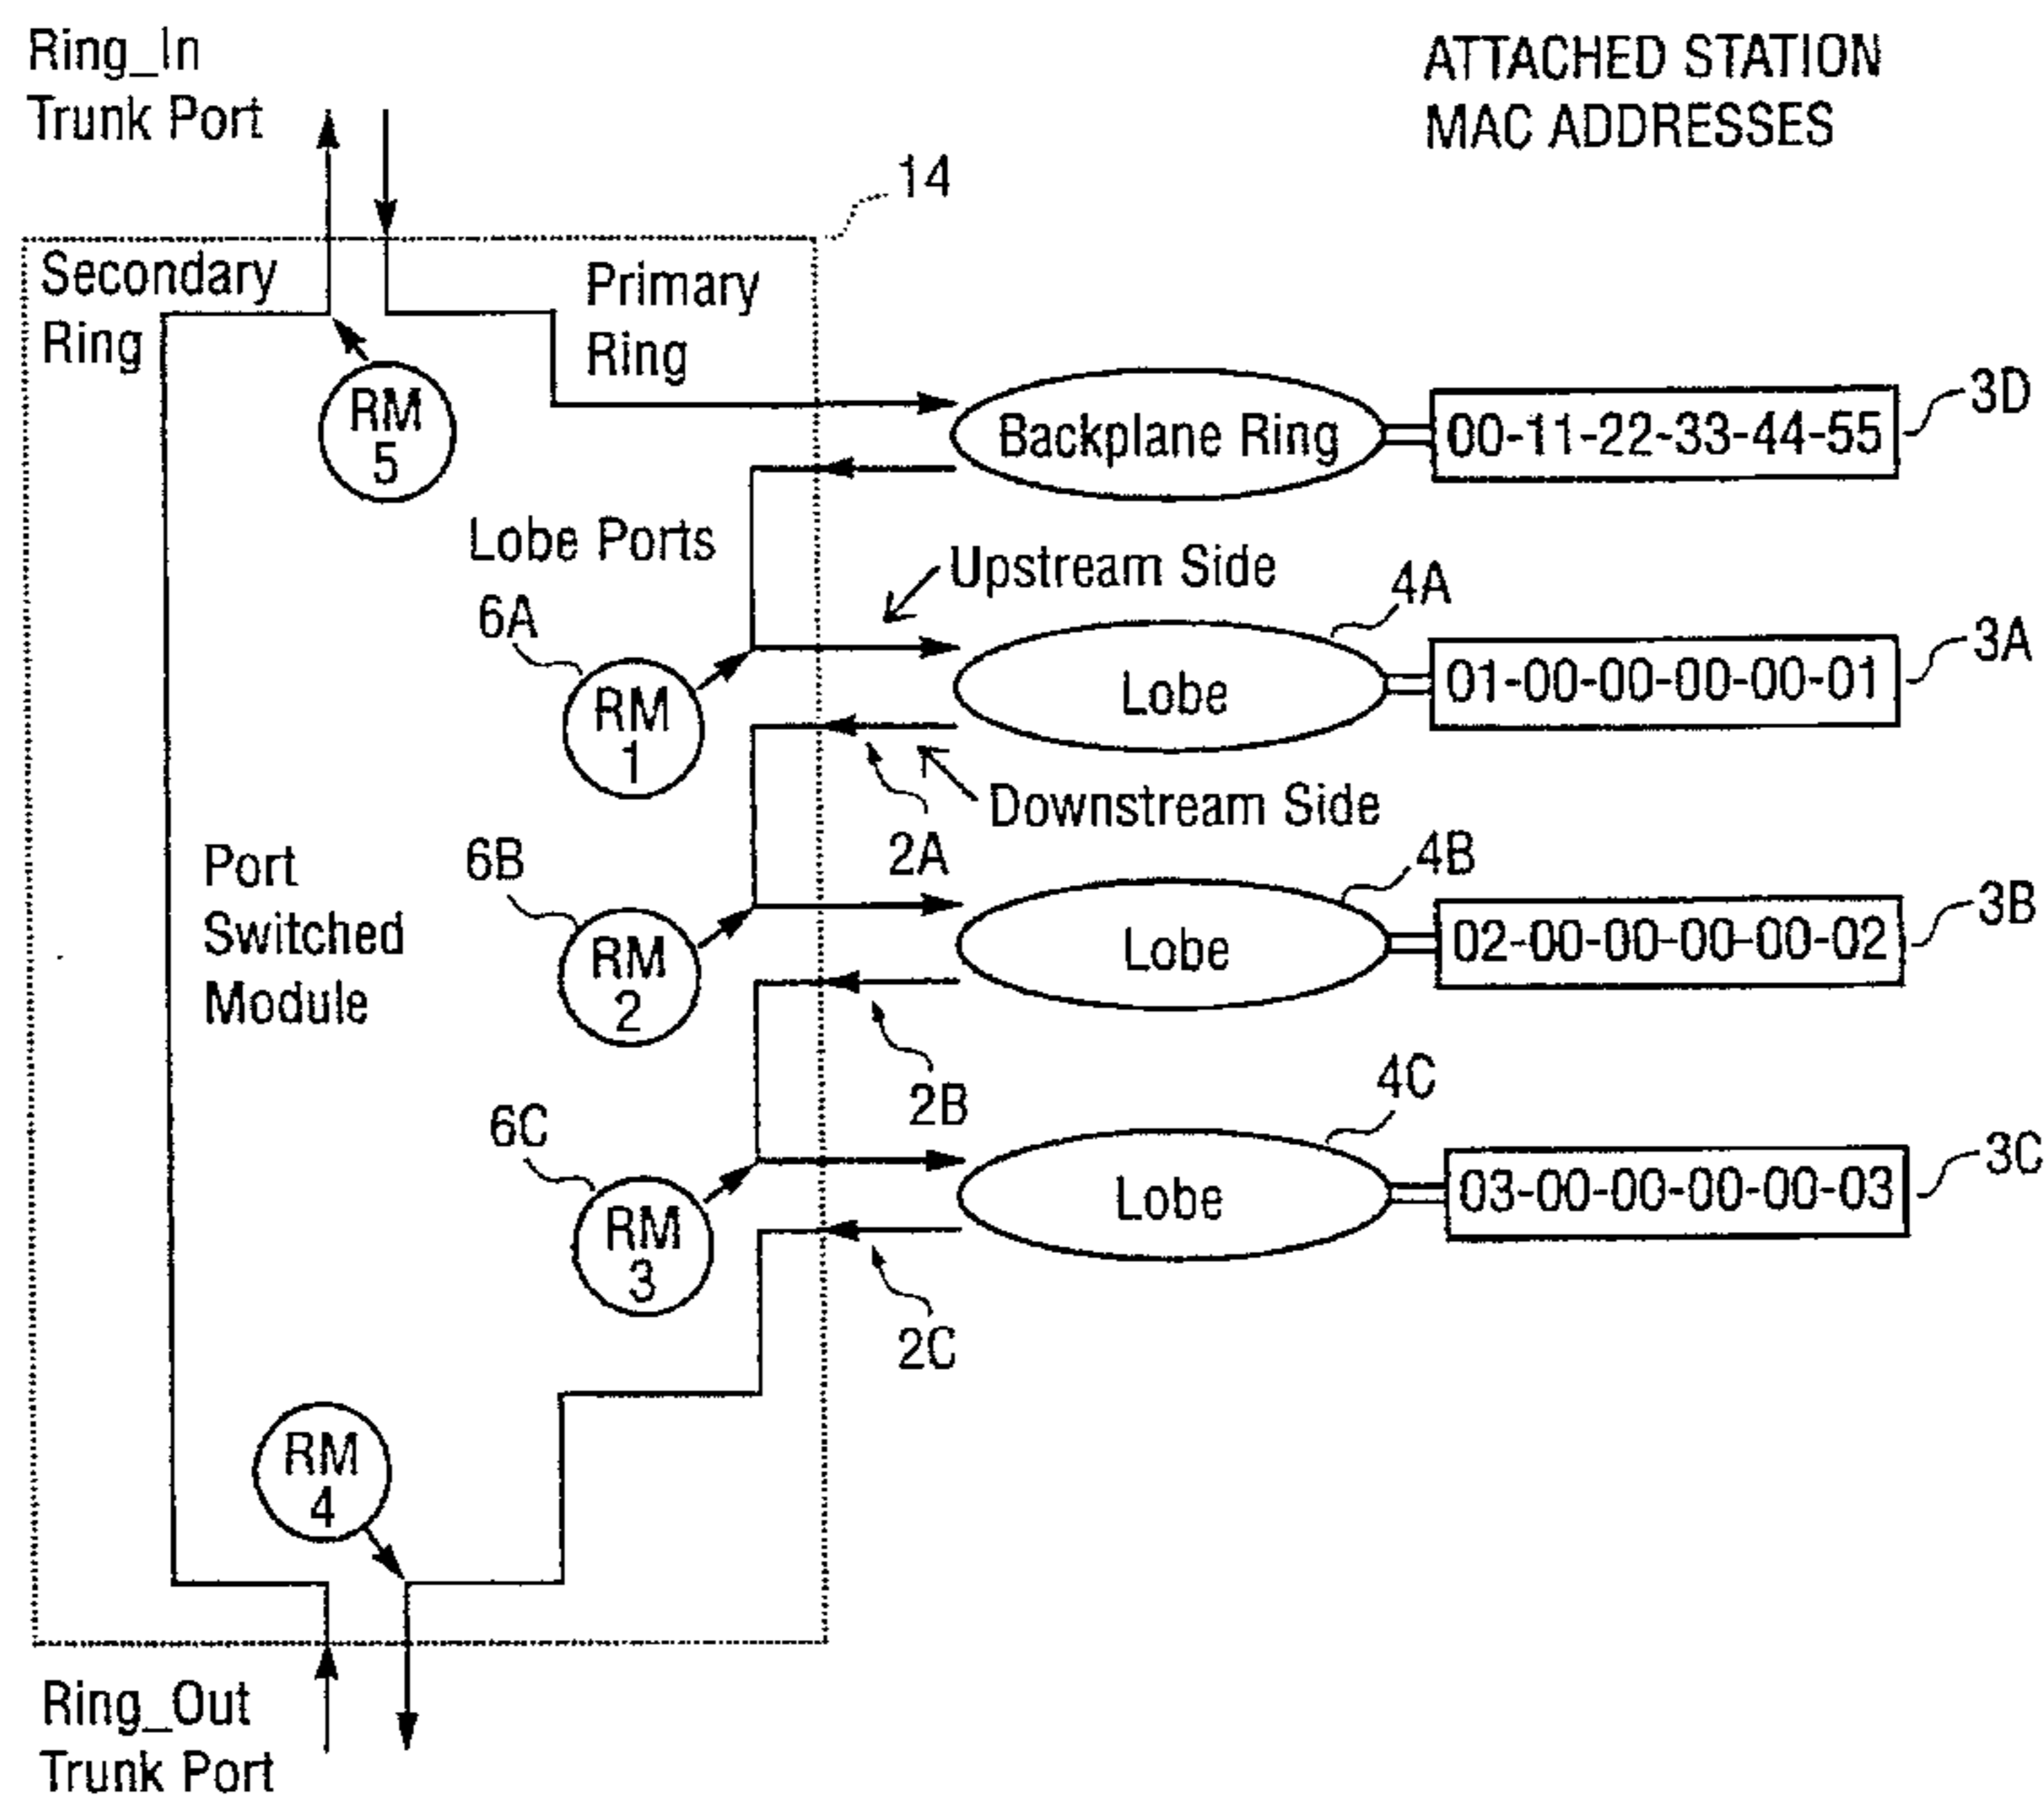 Ring_In
Trunk Port
ATTACHED STATION
MAC ADDRESSES
14
Secondary
Ring
Primary
Ring
RM
5
Backplane Ring
00-11-22-33-44-55
3D
Lobe Ports
Upstream Side
6A
RM
1
4A
Lobe
01-00-00-00-00-01
3A
2A
Downstream Side
Port
Switched
Module
6B
RM
2
4B
Lobe
02-00-00-00-00-02
3B
2B
6C
RM
3
4C
Lobe
03-00-00-00-00-03
3C
2C
RM
4
Ring_Out
Trunk Port